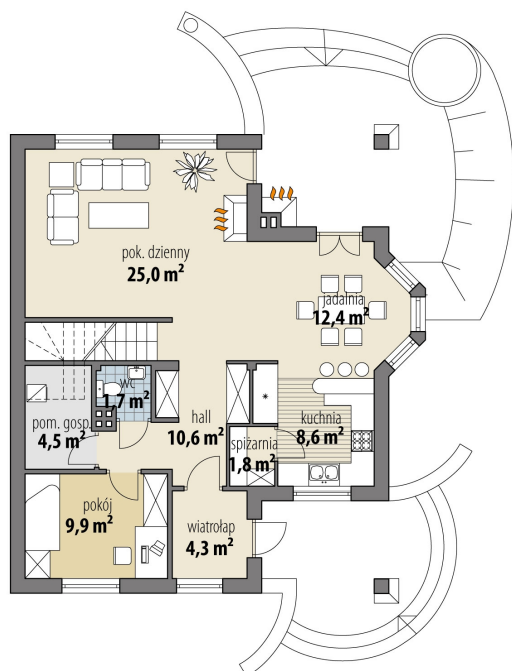 pok. dzienny
25,0 m²
jadalnia
12,4 m²
wc
1,7 m²
hall
10,6 m²
kuchnia
8,6 m²
pom. gosp.
4,5 m²
spiżarnia
1,8 m²
pokój
9,9 m²
wiatrołap
4,3 m²